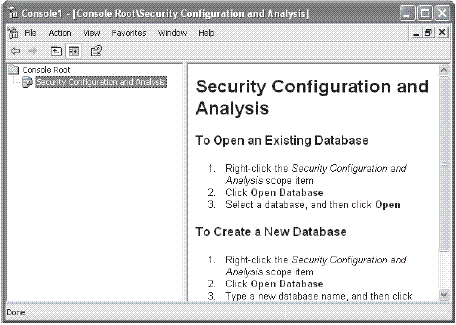 Console1 - [Console Root\Security Configuration and Analysis]
File Action View Favorites Window Help
Console Root
Security Configuration and Analysis
Security Configuration and
Analysis
To Open an Existing Database
1. Right-click the Security Configuration and
Analysis scope item
2. Click Open Database
3. Select a database, and then click Open
To Create a New Database
1. Right-click the Security Configuration and
Analysis scope item
2. Click Open Database
3. Type a new database name, and then click
Done